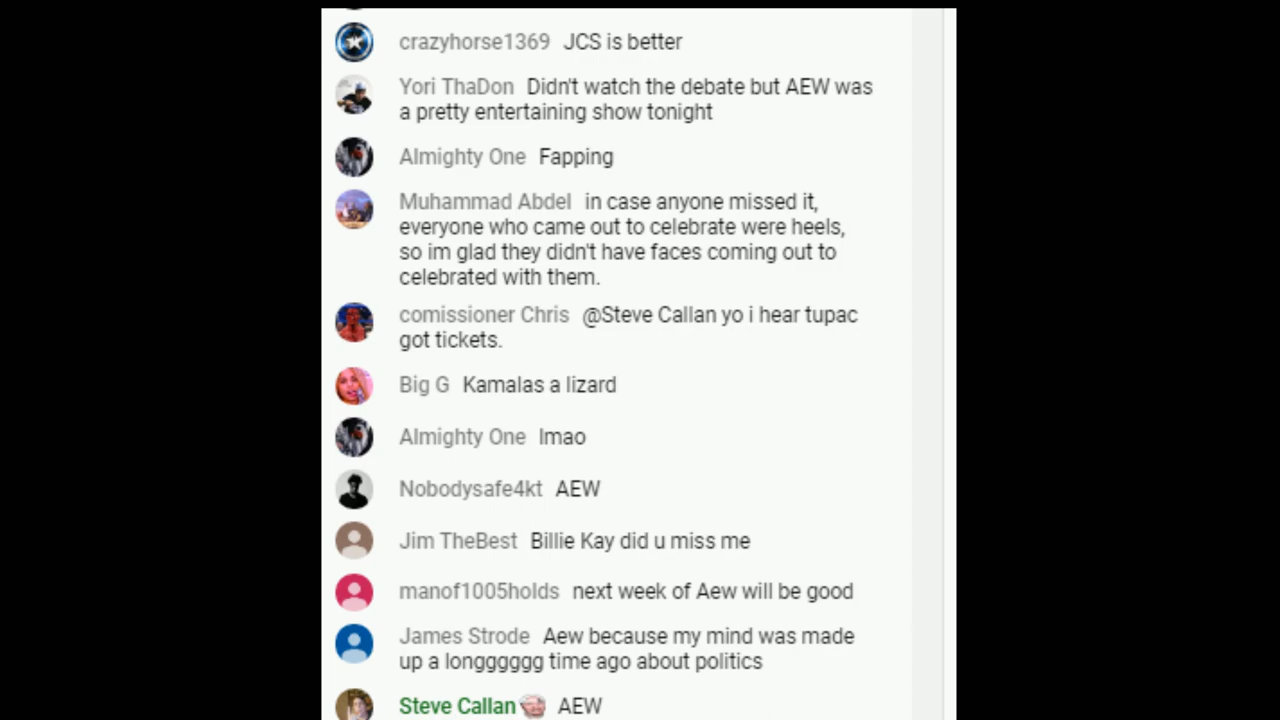 crazyhorse1369 JCS is better
Yori ThaDon Didn't watch the debate but AEW was
a pretty entertaining show tonight
Almighty One Fapping
Muhammad Abdel in case anyone missed it,
everyone who came out to celebrate were heels,
so im glad they didn't have faces coming out to
celebrated with them.
comissioner Chris @Steve Callan yo i hear tupac
got tickets.
Big G Kamalas a lizard
Almighty One lmao
Nobodysafe4kt AEW
Jim TheBest Billie Kay did u miss me
manof1005holds next week of Aew will be good
James Strode Aew because my mind was made
up a longggggg time ago about politics
Steve Callan AEW